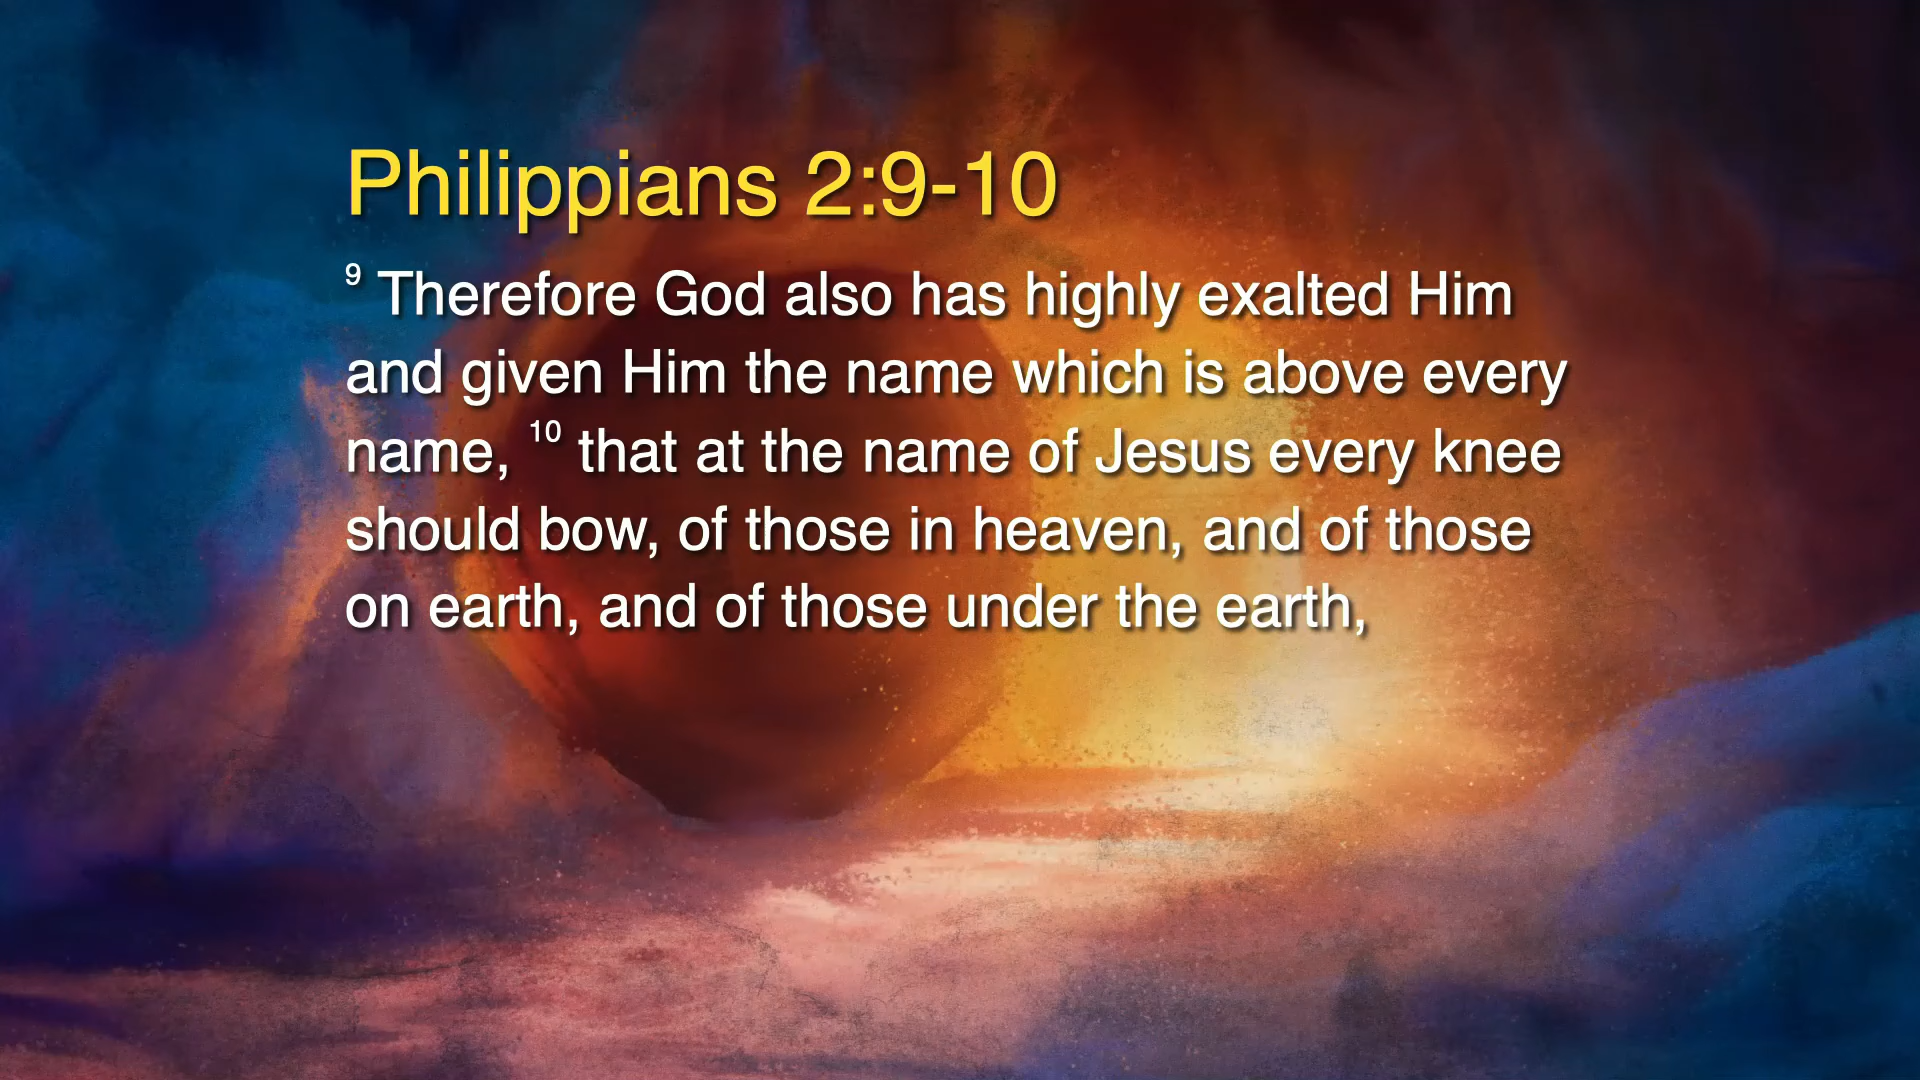 Philippians 2:9-10
9 Therefore God also has highly exalted Him
and given Him the name which is above every
name, 10 that at the name of Jesus every knee
should bow, of those in heaven, and of those
on earth, and of those under the earth,